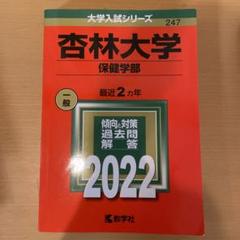 大学入試シリーズ
247
杏林大学
保健学部
最近2カ年
一般
傾向と対策
過去問
解答
2022
教学社